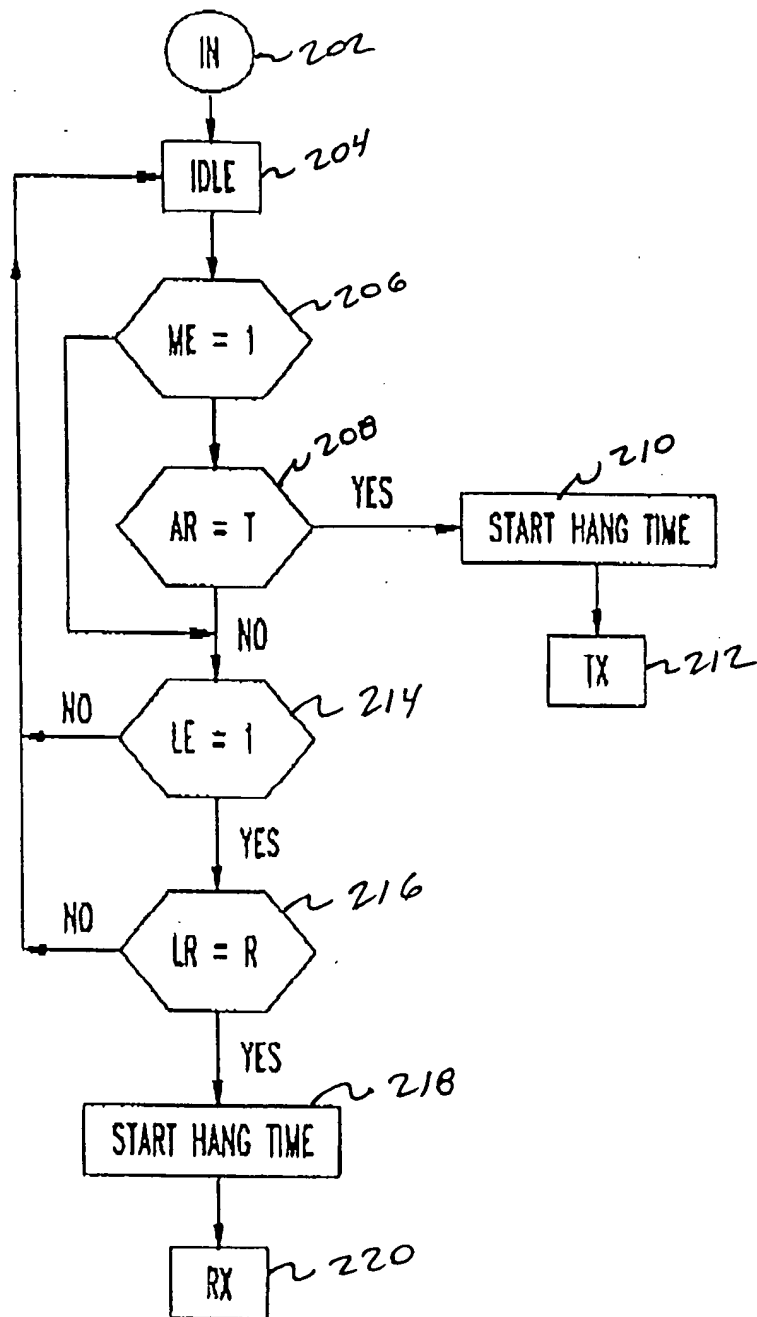 IN
202
IDLE
204
ME = 1
206
AR = T
208
YES
START HANG TIME
210
NO
TX
212
NO
LE = 1
214
YES
NO
LR = R
216
YES
START HANG TIME
218
RX
220